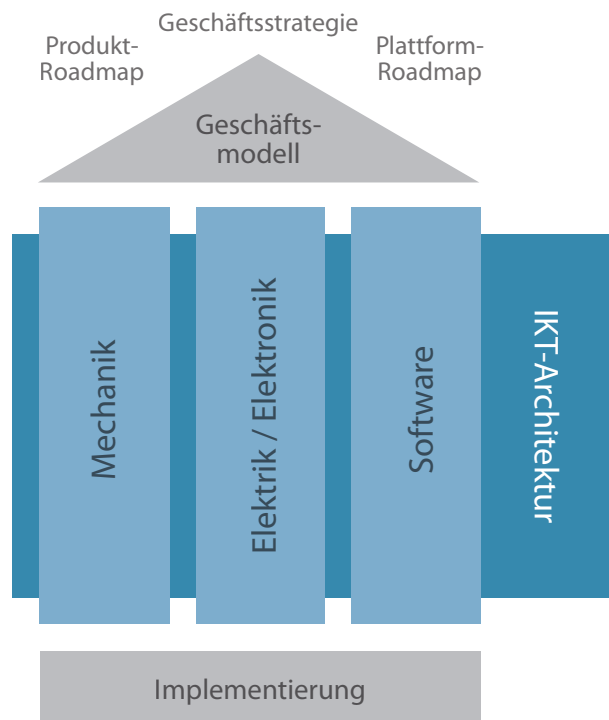 Geschäftsstrategie
Produkt-
Roadmap
Plattform-
Roadmap
Geschäfts-
modell
Mechanik
Elektrik / Elektronik
Software
IKT-Architektur
Implementierung